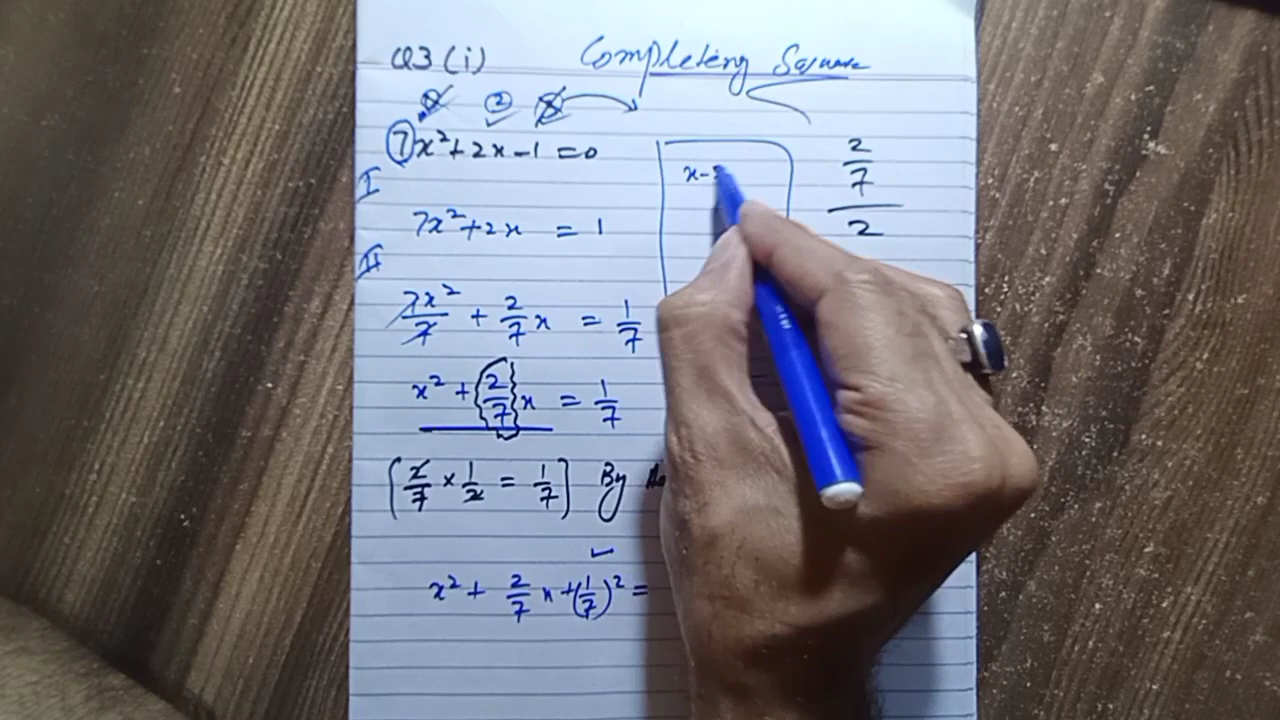 Q3 (i) Completing Square
② 
7x² + 2x - 1 = 0
I
7x² + 2x = 1
II
7x²/7 + 2/7 x = 1/7
x² + 2/7 x = 1/7
[2/7 × 1/2 = 1/7] By
x² + 2/7 x + (1/7)² =
x -
2/7
2